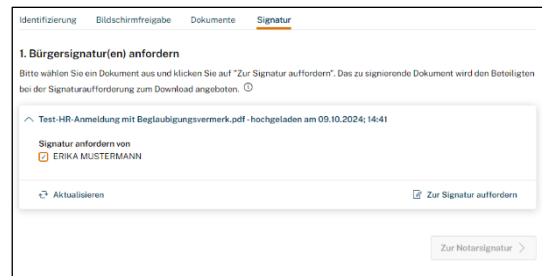 Identifizierung Bildschirmfreigabe Dokumente Signatur
1. Bürgersignatur(en) anfordern
Bitte wählen Sie ein Dokument aus und klicken Sie auf "Zur Signatur auffordern". Das zu signierende Dokument wird den Beteiligten
bei der Signaturaufforderung zum Download angeboten.
Test-HR-Anmeldung mit Beglaubigungsvermerk.pdf - hochgeladen am 09.10.2024; 14:41
Signatur anfordern von
ERIKA MUSTERMANN
Aktualisieren Zur Signatur auffordern
Zur Notarsignatur